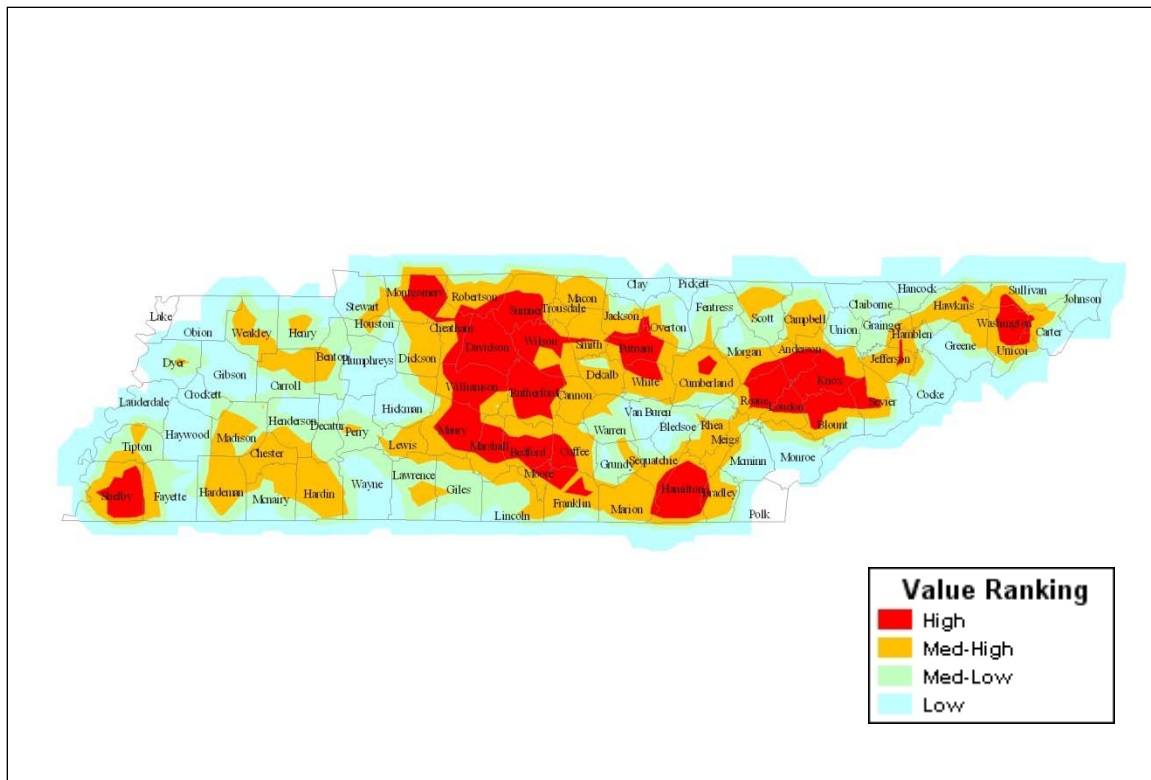 Lake
Obion
Weakley
Henry
Stewart
Houston
Montgomery
Robertson
Sumner
Trousdale
Macon
Clay
Pickett
Jackson
Overton
Fentress
Scott
Campbell
Claiborne
Hancock
Hawkins
Sullivan
Johnson
Dyer
Gibson
Carroll
Benton
Humphreys
Dickson
Cheatham
Davidson
Wilson
Smith
Putnam
Morgan
Anderson
Union
Grainger
Hamblen
Jefferson
Greene
Washington
Unicoi
Carter
Lauderdale
Crockett
Williamson
Rutherford
Cannon
Dekalb
White
Cumberland
Roane
Loudon
Knox
Sevier
Cocke
Tipton
Haywood
Madison
Henderson
Decatur
Perry
Hickman
Lewis
Maury
Marshall
Bedford
Coffee
Warren
Van Buren
Bledsoe
Rhea
Meigs
Mcminn
Monroe
Blount
Shelby
Fayette
Hardeman
Chester
Mcnairy
Hardin
Wayne
Lawrence
Giles
Lincoln
Moore
Franklin
Grundy
Sequatchie
Marion
Hamilton
Bradley
Polk
Value Ranking
High
Med-High
Med-Low
Low